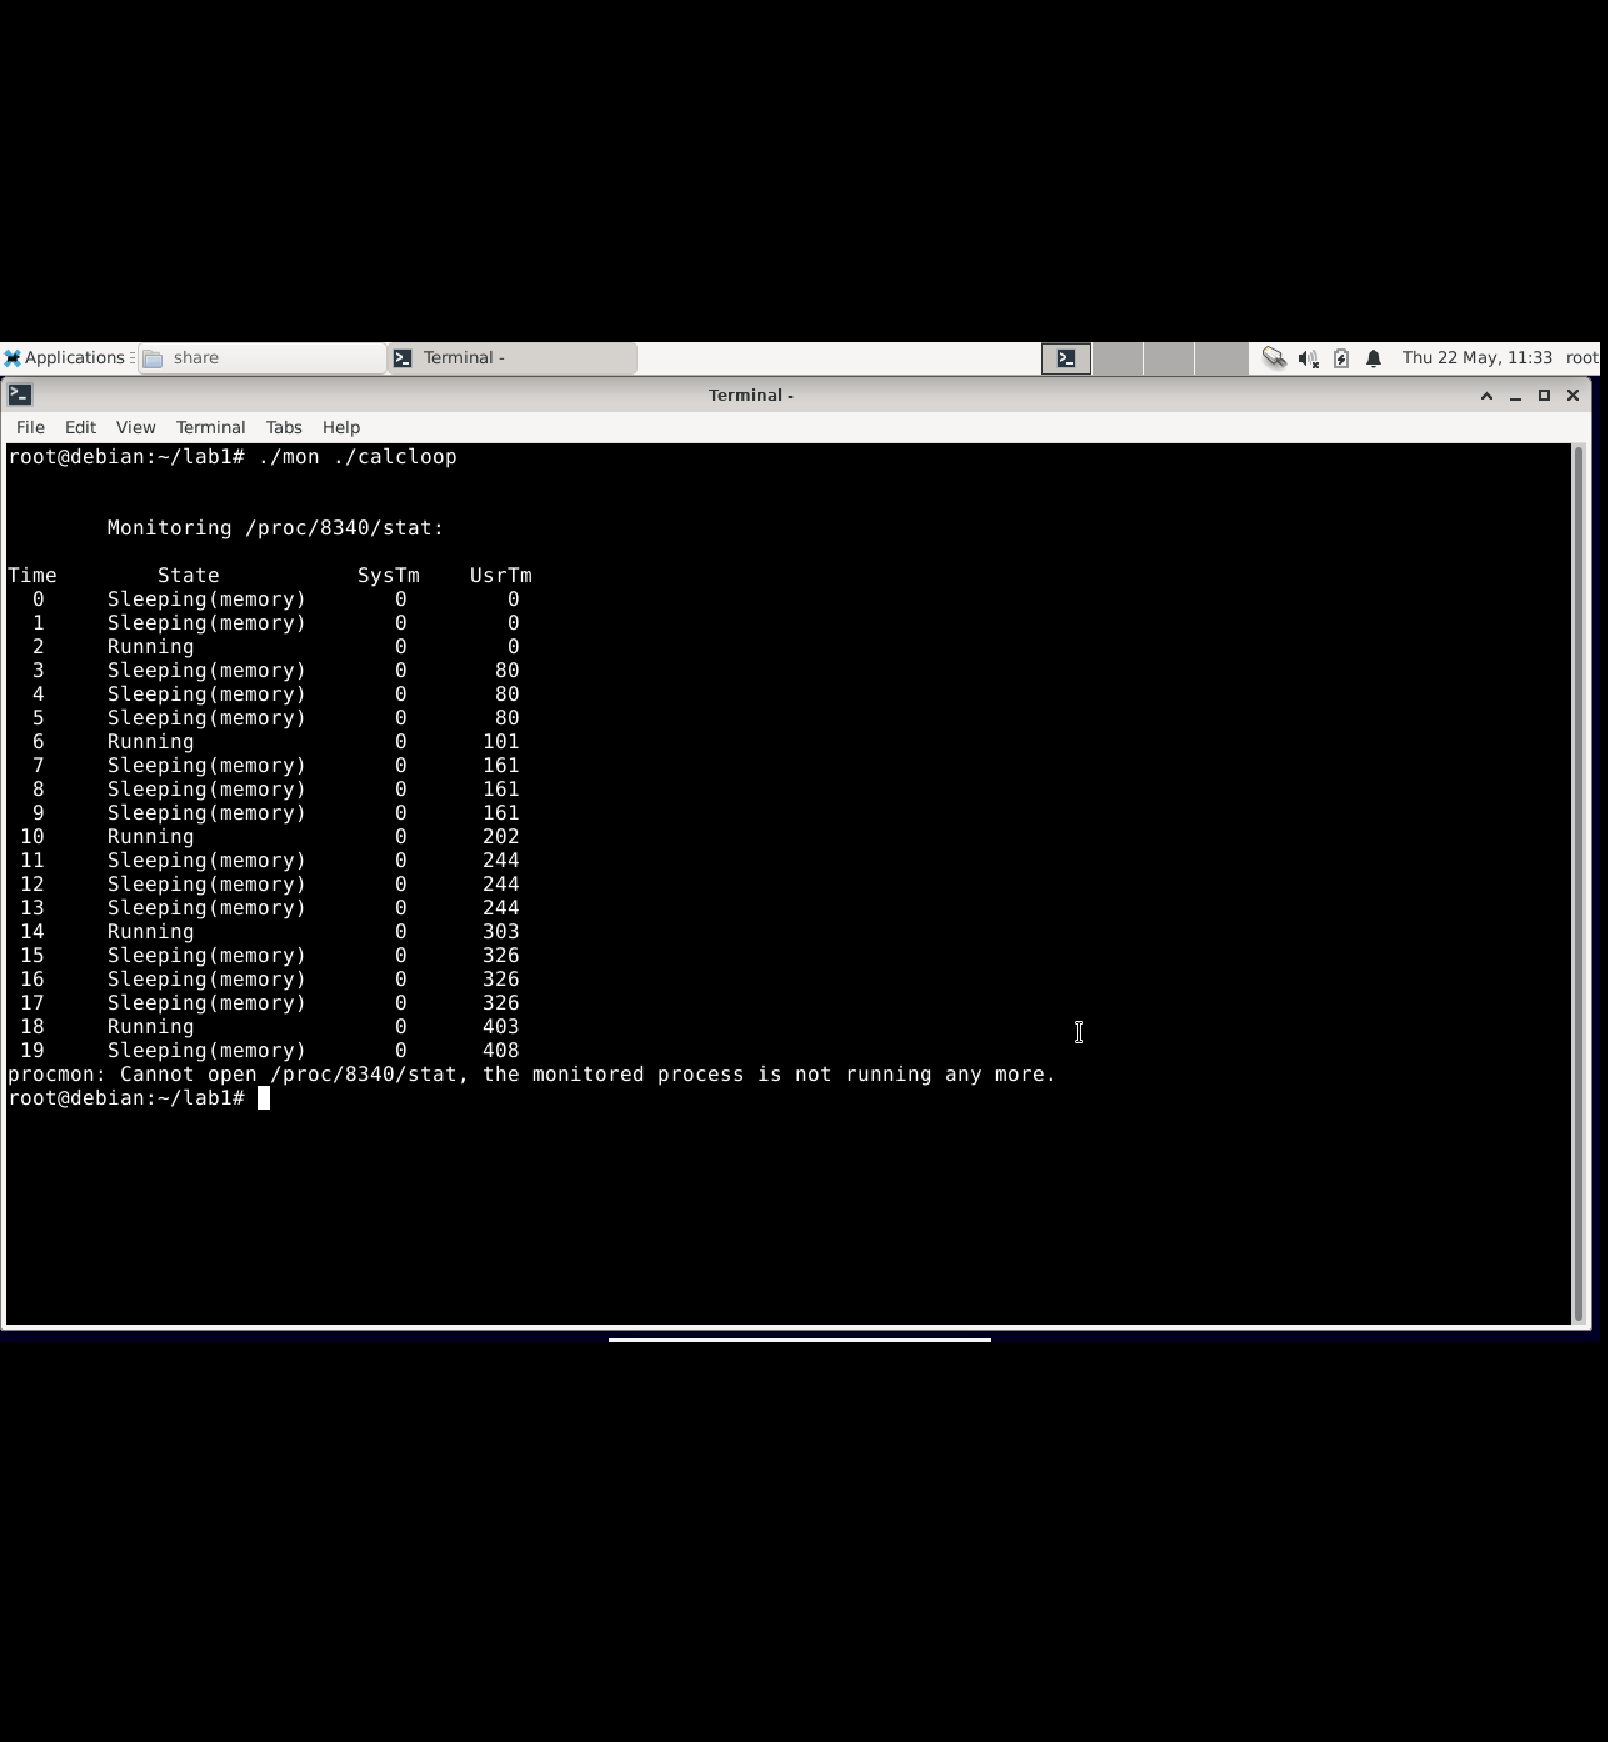 Applications share Terminal - Thu 22 May, 11:33 root
Terminal -
File Edit View Terminal Tabs Help
root@debian:~/lab1# ./mon ./calcloop
Monitoring /proc/8340/stat:
Time State SysTm UsrTm
0 Sleeping(memory) 0 0
1 Sleeping(memory) 0 0
2 Running 0 0
3 Sleeping(memory) 0 80
4 Sleeping(memory) 0 80
5 Sleeping(memory) 0 80
6 Running 0 101
7 Sleeping(memory) 0 161
8 Sleeping(memory) 0 161
9 Sleeping(memory) 0 161
10 Running 0 202
11 Sleeping(memory) 0 244
12 Sleeping(memory) 0 244
13 Sleeping(memory) 0 244
14 Running 0 303
15 Sleeping(memory) 0 326
16 Sleeping(memory) 0 326
17 Sleeping(memory) 0 326
18 Running 0 403
19 Sleeping(memory) 0 408
procmon: Cannot open /proc/8340/stat, the monitored process is not running any more.
root@debian:~/lab1#